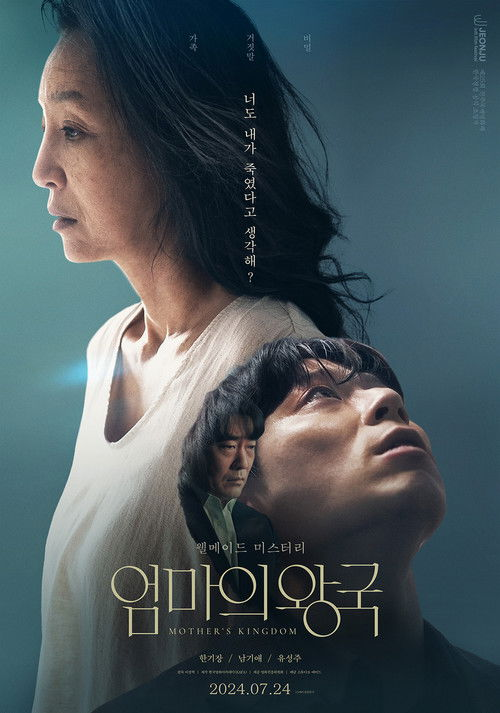 가족
거짓말
비밀
JEONJU
너도 내가 죽였다고 생각해?
웰메이드 미스터리
엄마의 왕국
MOTHER'S KINGDOM
한기장 / 남기애 / 유성주
2024.07.24